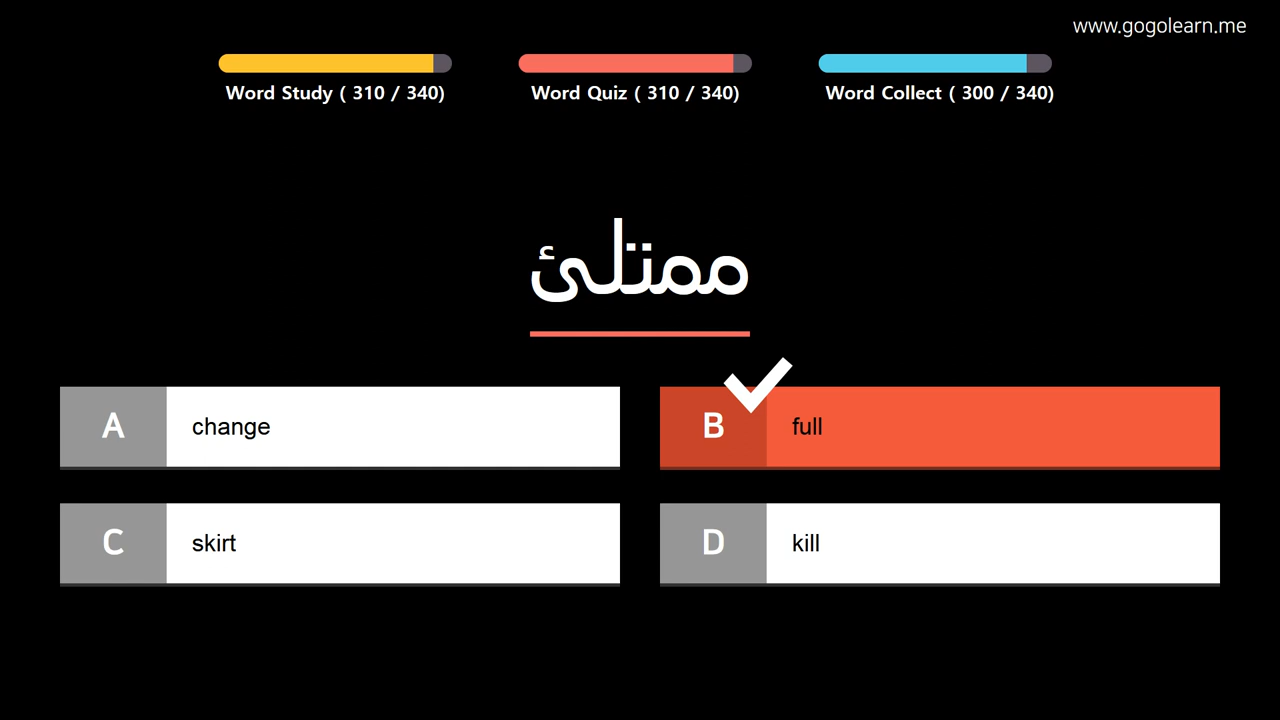 www.gogolearn.me
Word Study ( 310 / 340)
Word Quiz ( 310 / 340)
Word Collect ( 300 / 340)
ممتلئ
A change
B full
C skirt
D kill